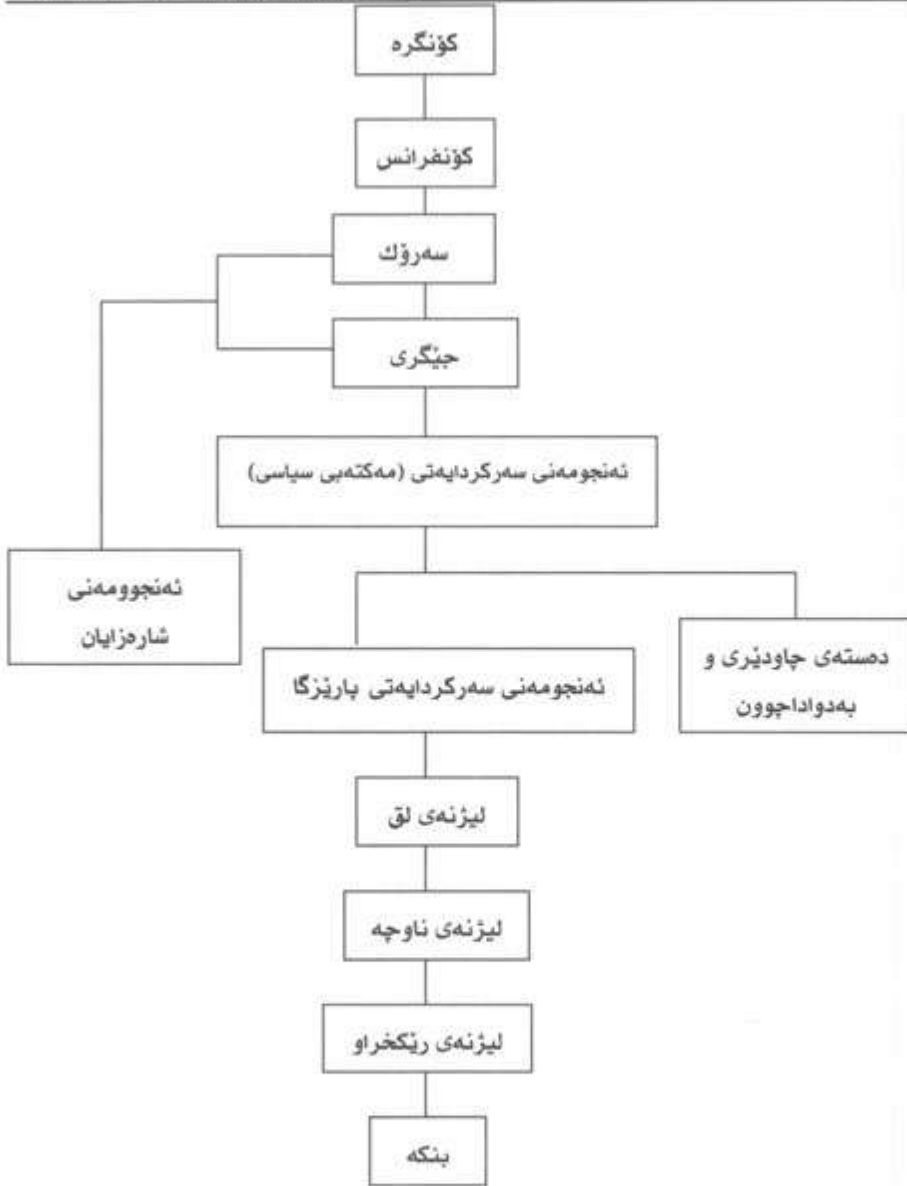 کۆنگرە
کۆنفرانس
سەرۆك
جێگری
ئەنجومەنی سەرکردایەتی (مەکتەبی سیاسی)
ئەنجوومەنی
شارەزایان
دەستەی چاودێری و
بەدواداچوون
ئەنجومەنی سەرکردایەتی پارێزگا
لیژنەی لق
لیژنەی ناوچە
لیژنەی رێکخراو
بنکە